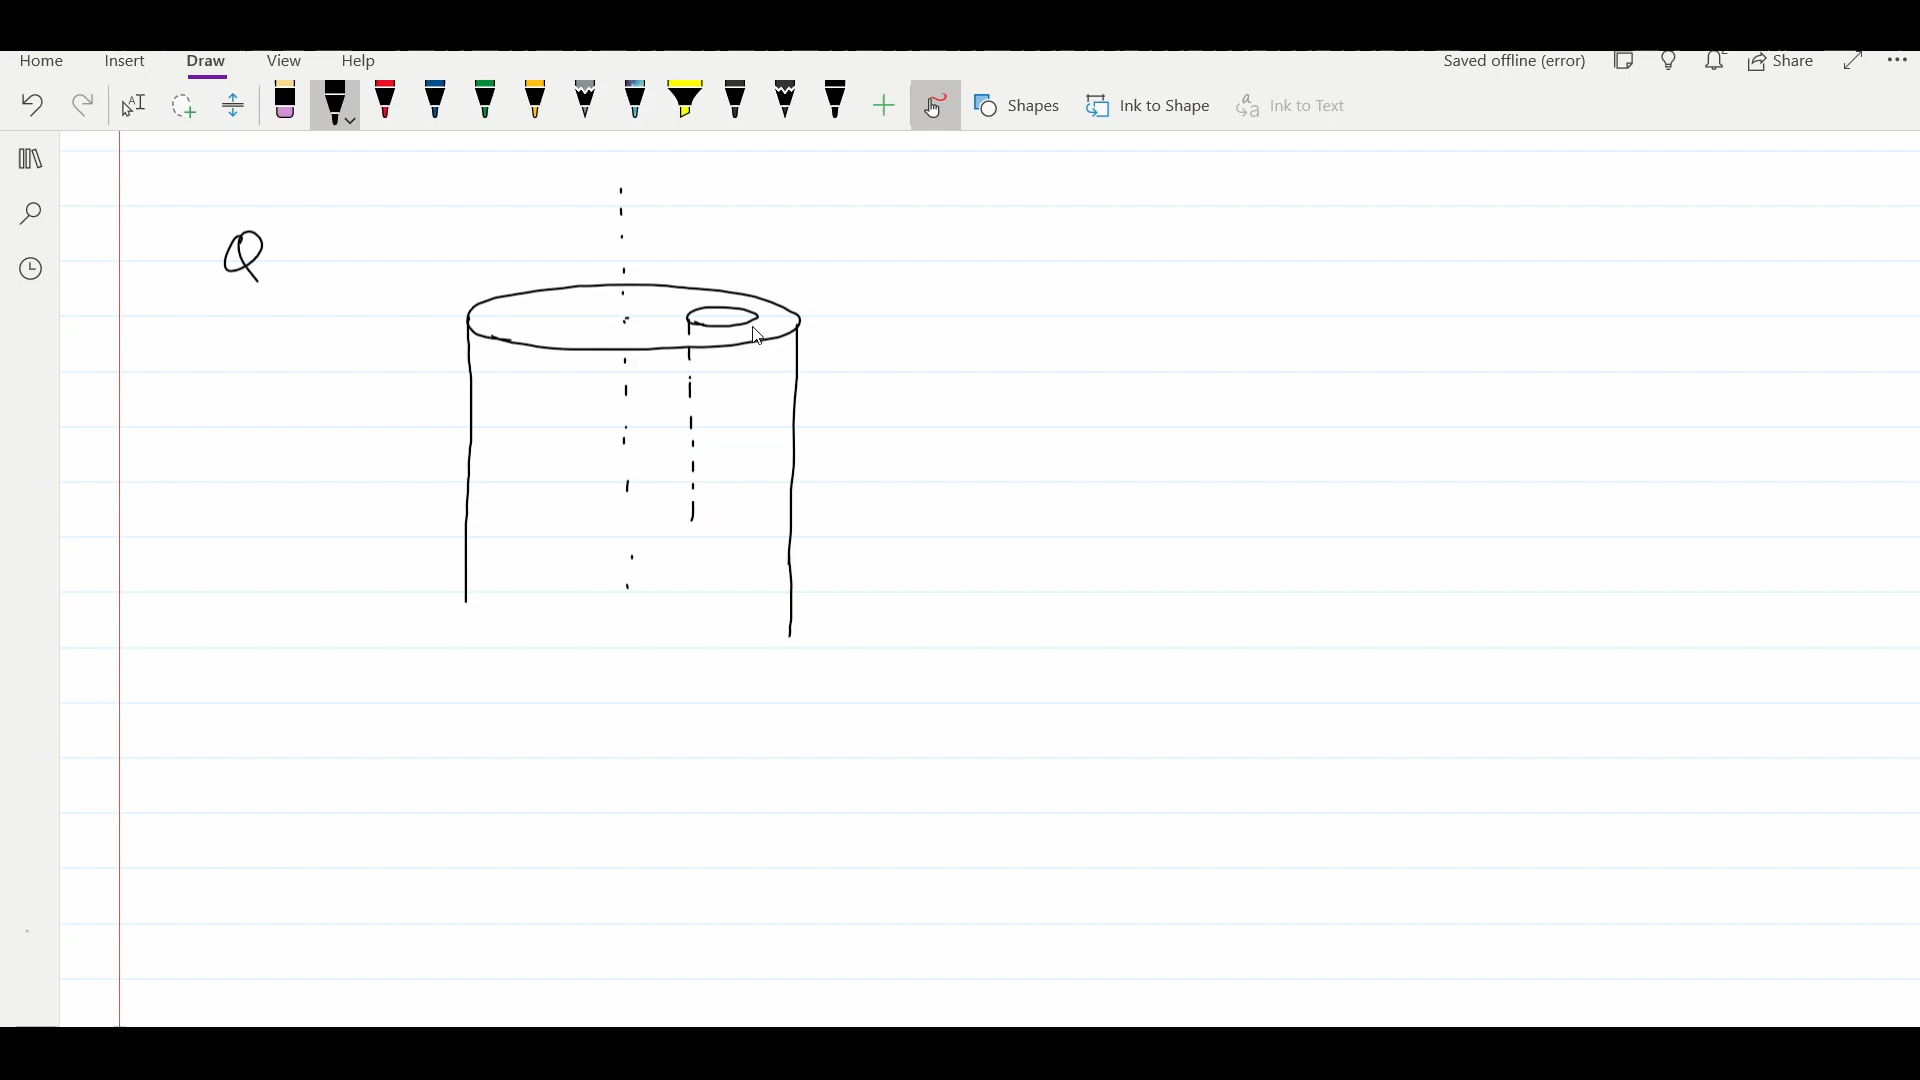 Home Insert Draw View Help Saved offline (error) Share
Shapes Ink to Shape Ink to Text
Q